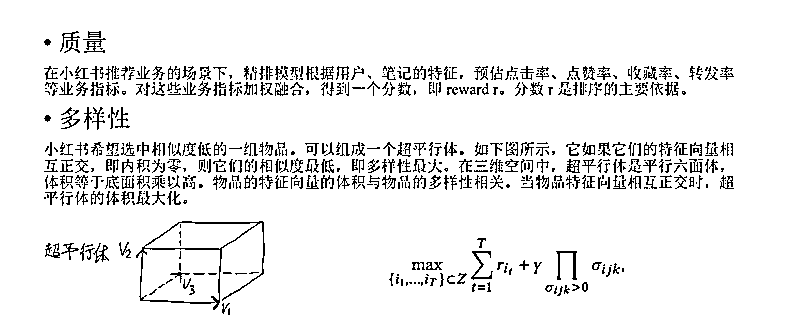 • 质量
在小红书推荐业务的场景下，精排模型根据用户、笔记的特征，预估点击率、点赞率、收藏率、转发率
等业务指标。对这些业务指标加权融合，得到一个分数，即 reward r。分数 r 是排序的主要依据。
• 多样性
小红书希望选中相似度低的一组物品。可以组成一个超平行体。如下图所示，它如果它们的特征向量相
互正交，即内积为零，则它们的相似度最低，即多样性最大。在三维空间中，超平行体是平行六面体，
体积等于底面积乘以高。物品的特征向量的体积与物品的多样性相关。当物品特征向量相互正交时，超
平行体的体积最大化。
超平行体 V₂
V₃
V₁
max_{\{i₁,...,i_T\}⊂Z} ∑_{t=1}^{T} r_{i_t} + γ ∏_{σ_{ijk}>0} σ_{ijk},